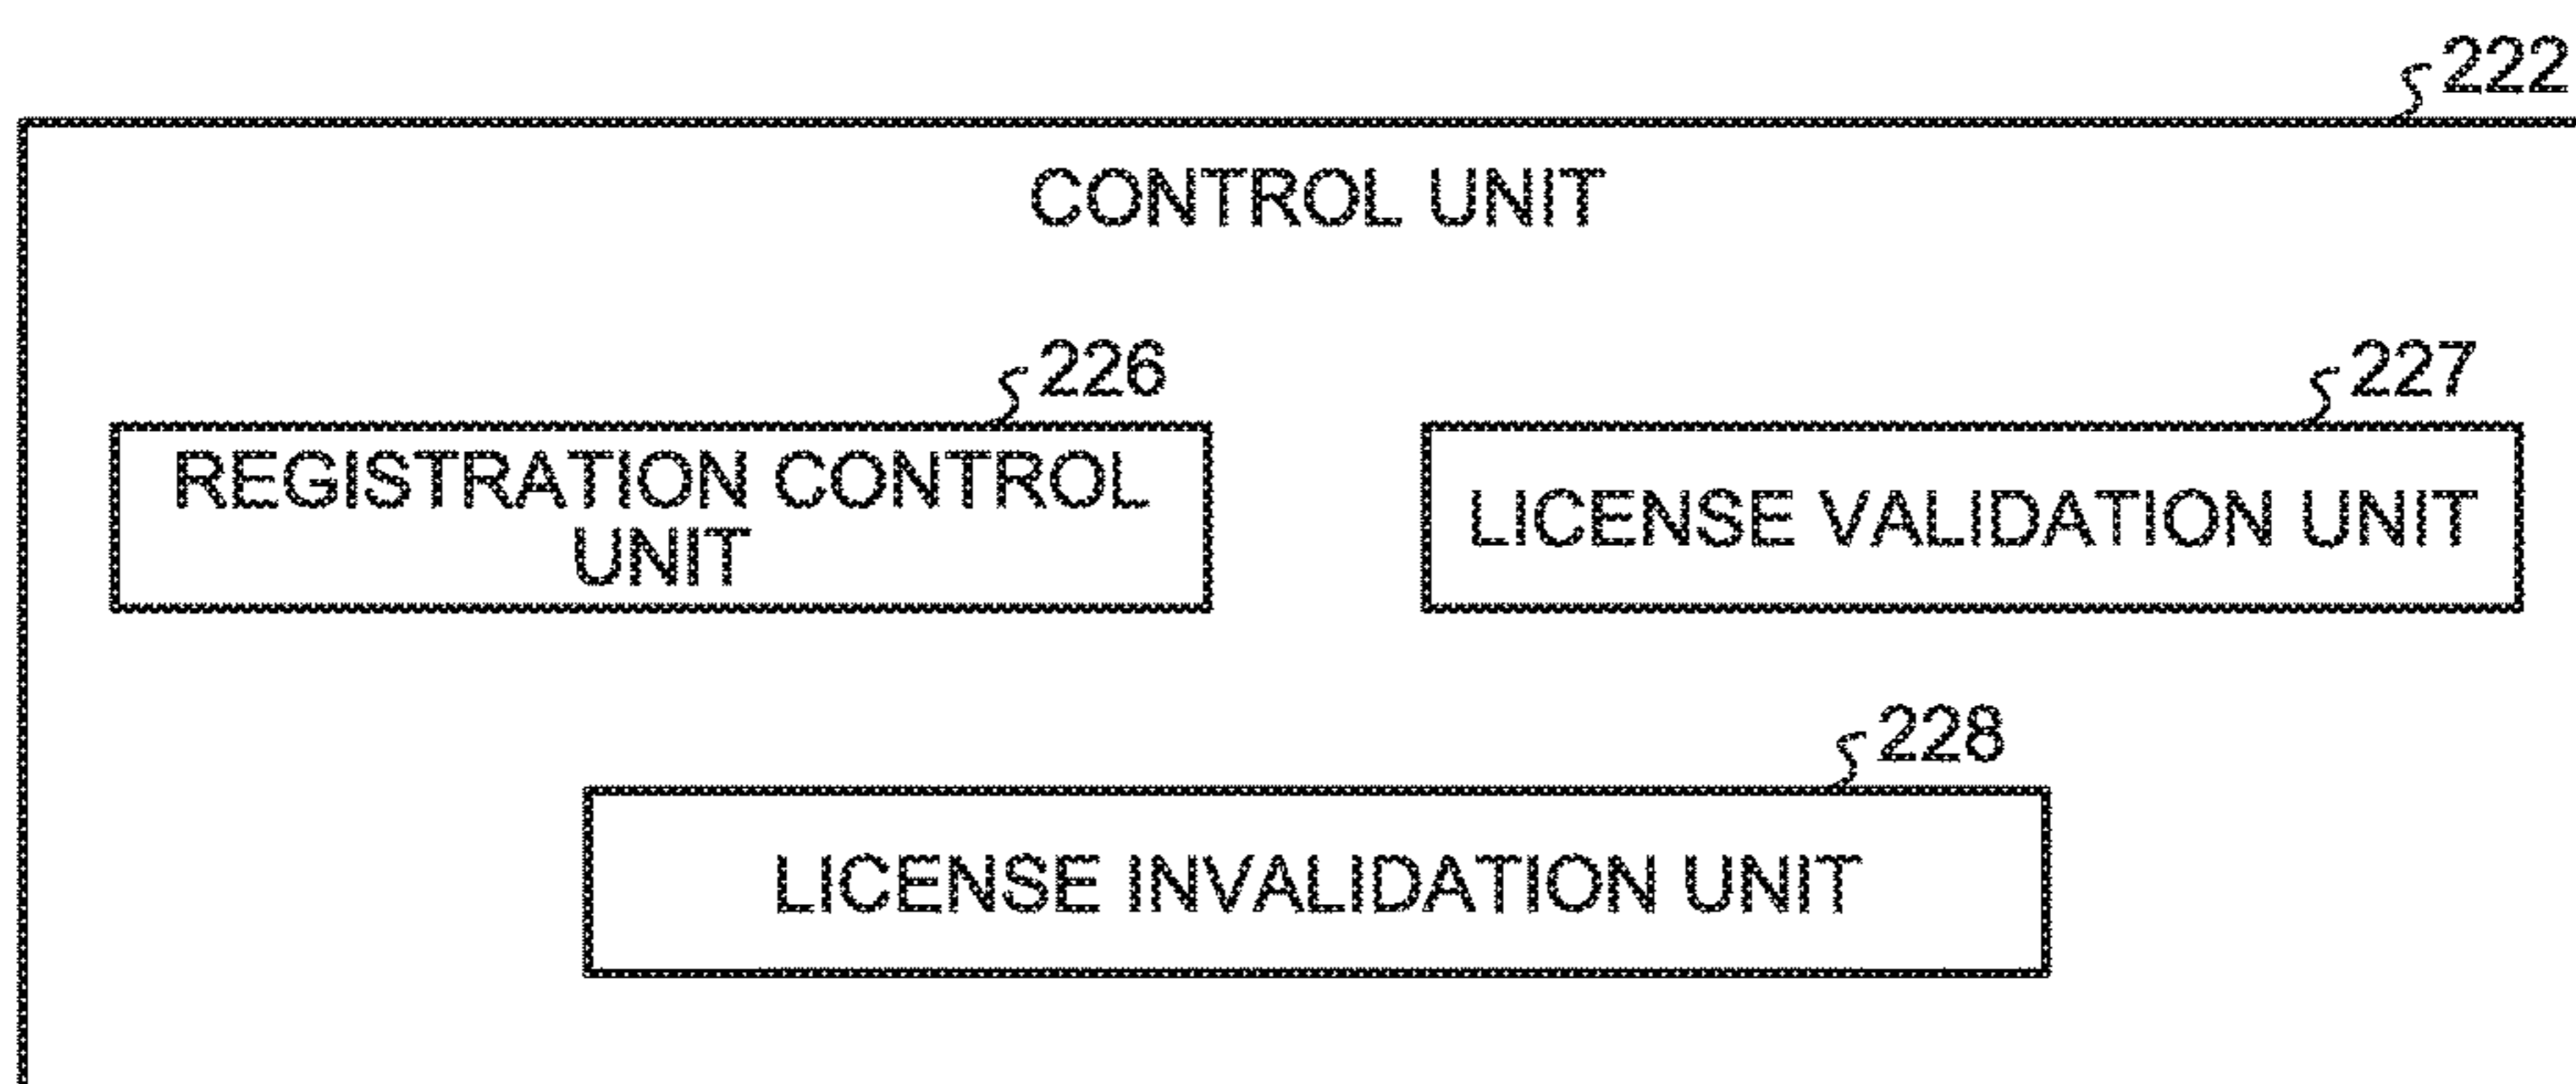 222
CONTROL UNIT
226
227
REGISTRATION CONTROL
UNIT
LICENSE VALIDATION UNIT
228
LICENSE INVALIDATION UNIT